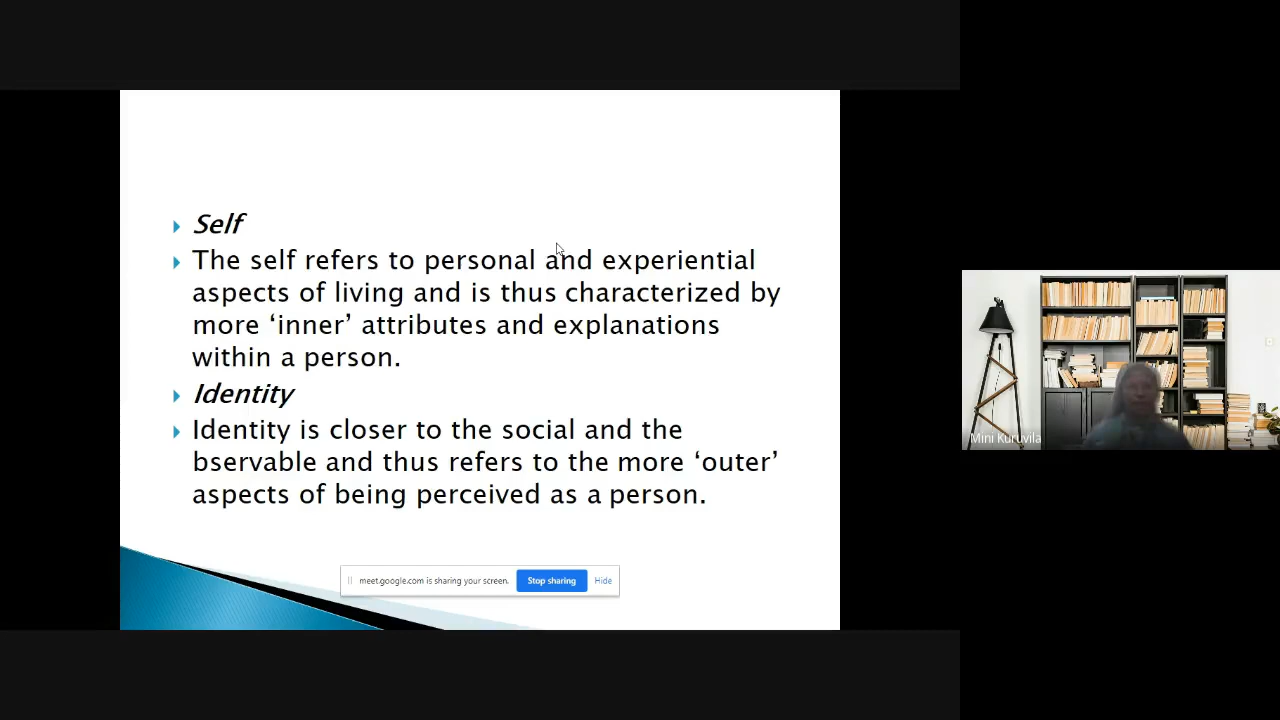 Self
The self refers to personal and experiential
aspects of living and is thus characterized by
more ‘inner’ attributes and explanations
within a person.
Identity
Identity is closer to the social and the
bservable and thus refers to the more ‘outer’
aspects of being perceived as a person.
meet.google.com is sharing your screen.
Stop sharing
Hide
Mini Kuruvila